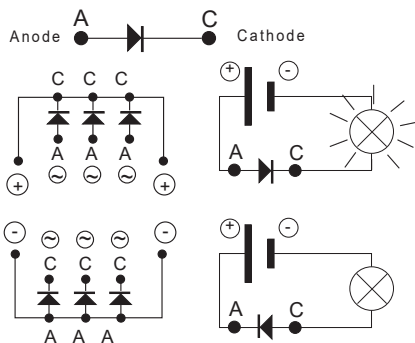 Anode A C Cathode
C C C
A A A
+ ~ ~ ~ +
+ -
A C
- ~ ~ ~ -
C C C
A A A
+ -
A C